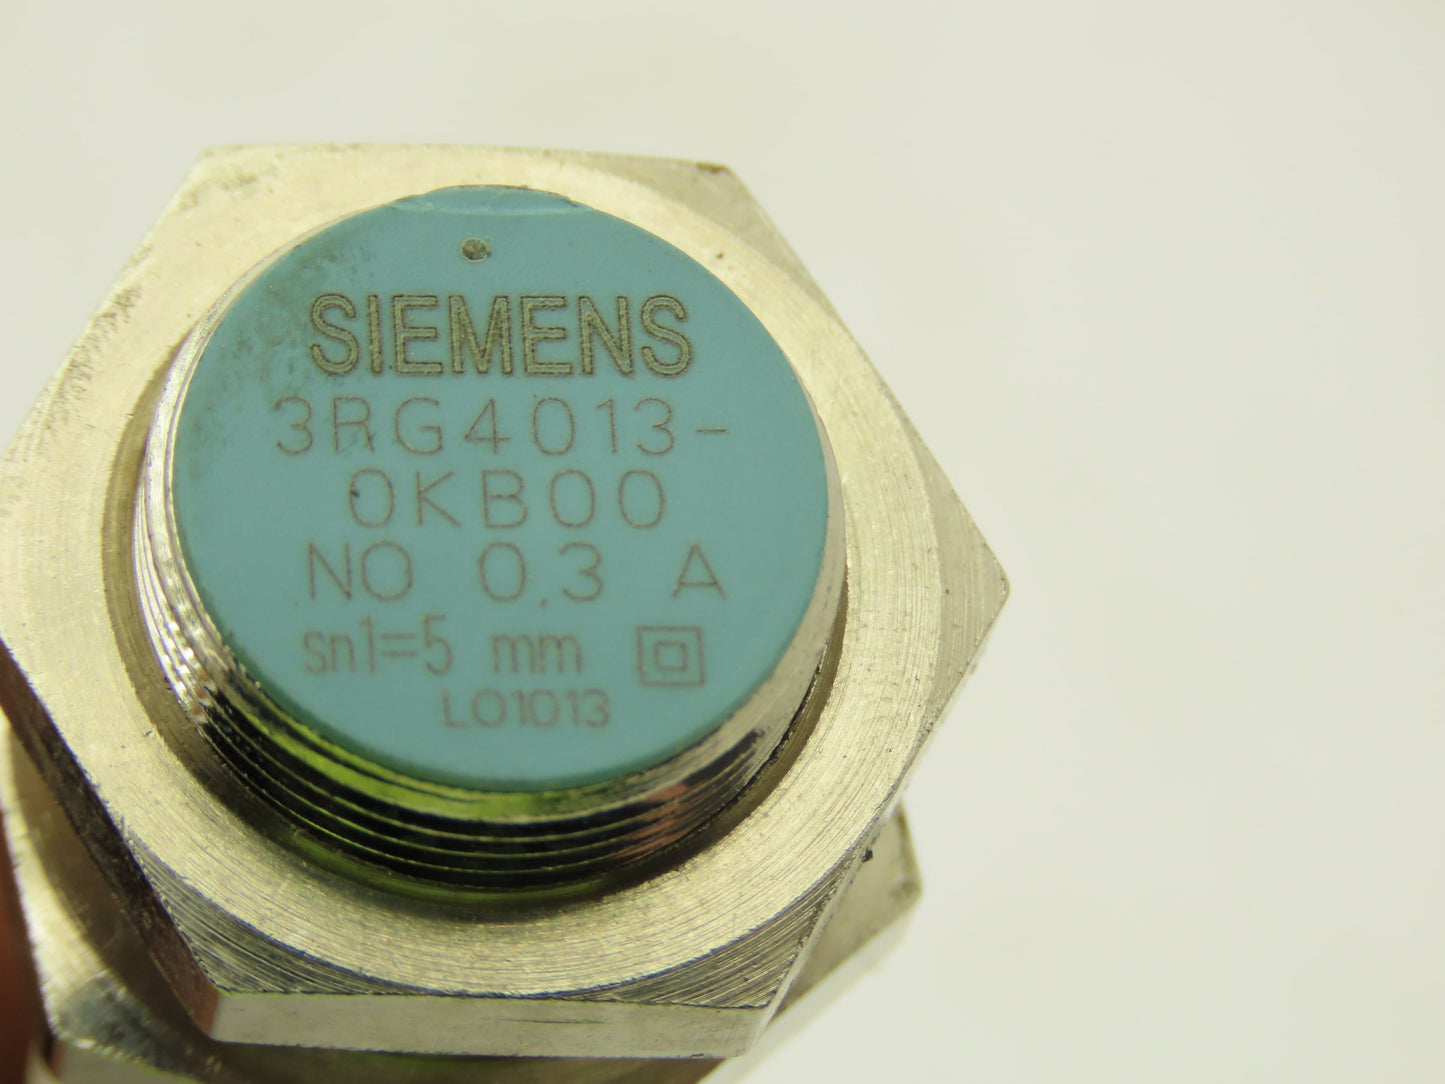 SIEMENS
3RG4013-
0KB00
NO 0.3 A
sn1=5 mm
L01013